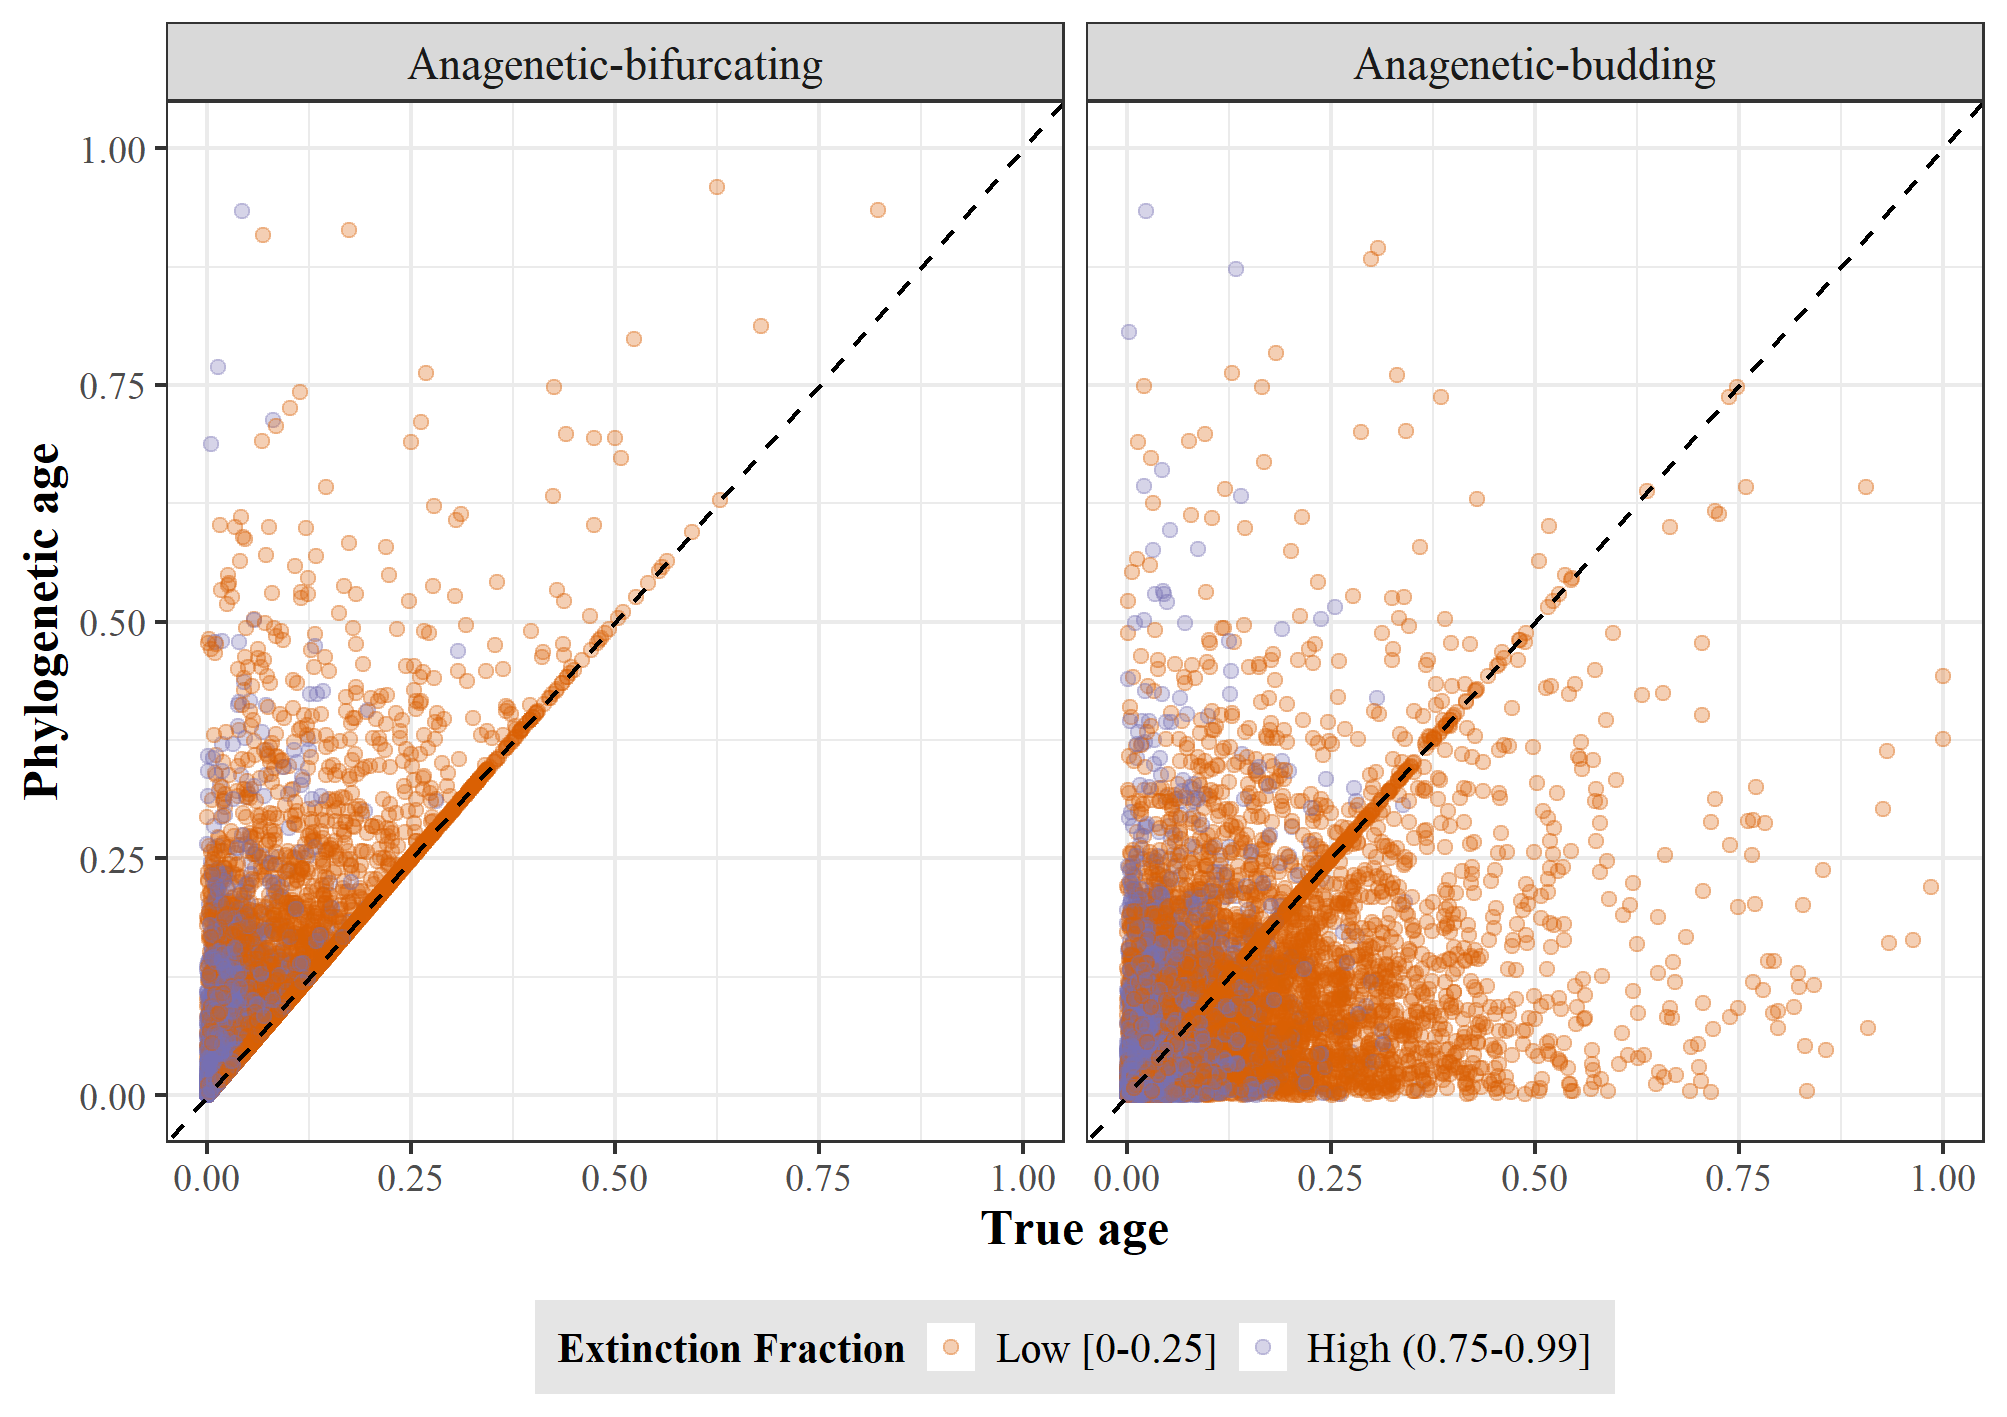 Anagenetic-bifurcating Anagenetic-budding
Phylogenetic age
1.00
0.75
0.50
0.25
0.00
0.00 0.25 0.50 0.75 1.00 0.00 0.25 0.50 0.75 1.00
True age
Extinction Fraction Low [0-0.25] High (0.75-0.99]